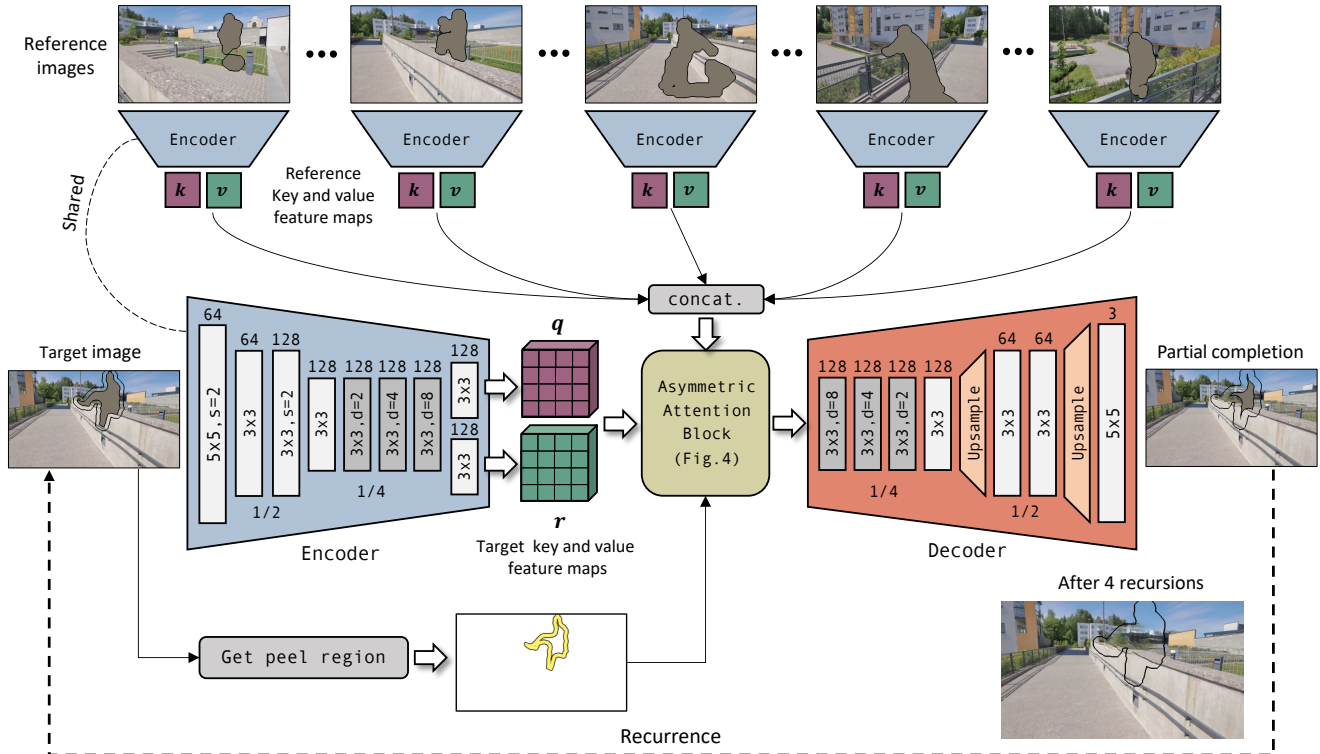 Reference
images
Encoder
Encoder
Encoder
Encoder
Encoder
k v
k v
k v
k v
k v
Reference
Key and value
feature maps
Shared
concat.
Target image
64
5x5,s=2
64
3x3
128
3x3,s=2
1/2
128
3x3
128
3x3,d=2
128
3x3,d=4
128
3x3,d=8
1/4
128
3x3
128
3x3
Encoder
q
r
Target key and value
feature maps
Asymmetric
Attention
Block
(Fig.4)
128
3x3,d=8
128
3x3,d=4
128
3x3,d=2
128
3x3
1/4
Upsample
64
3x3
64
3x3
1/2
Upsample
3
5x5
Decoder
Partial completion
After 4 recursions
Get peel region
Recurrence